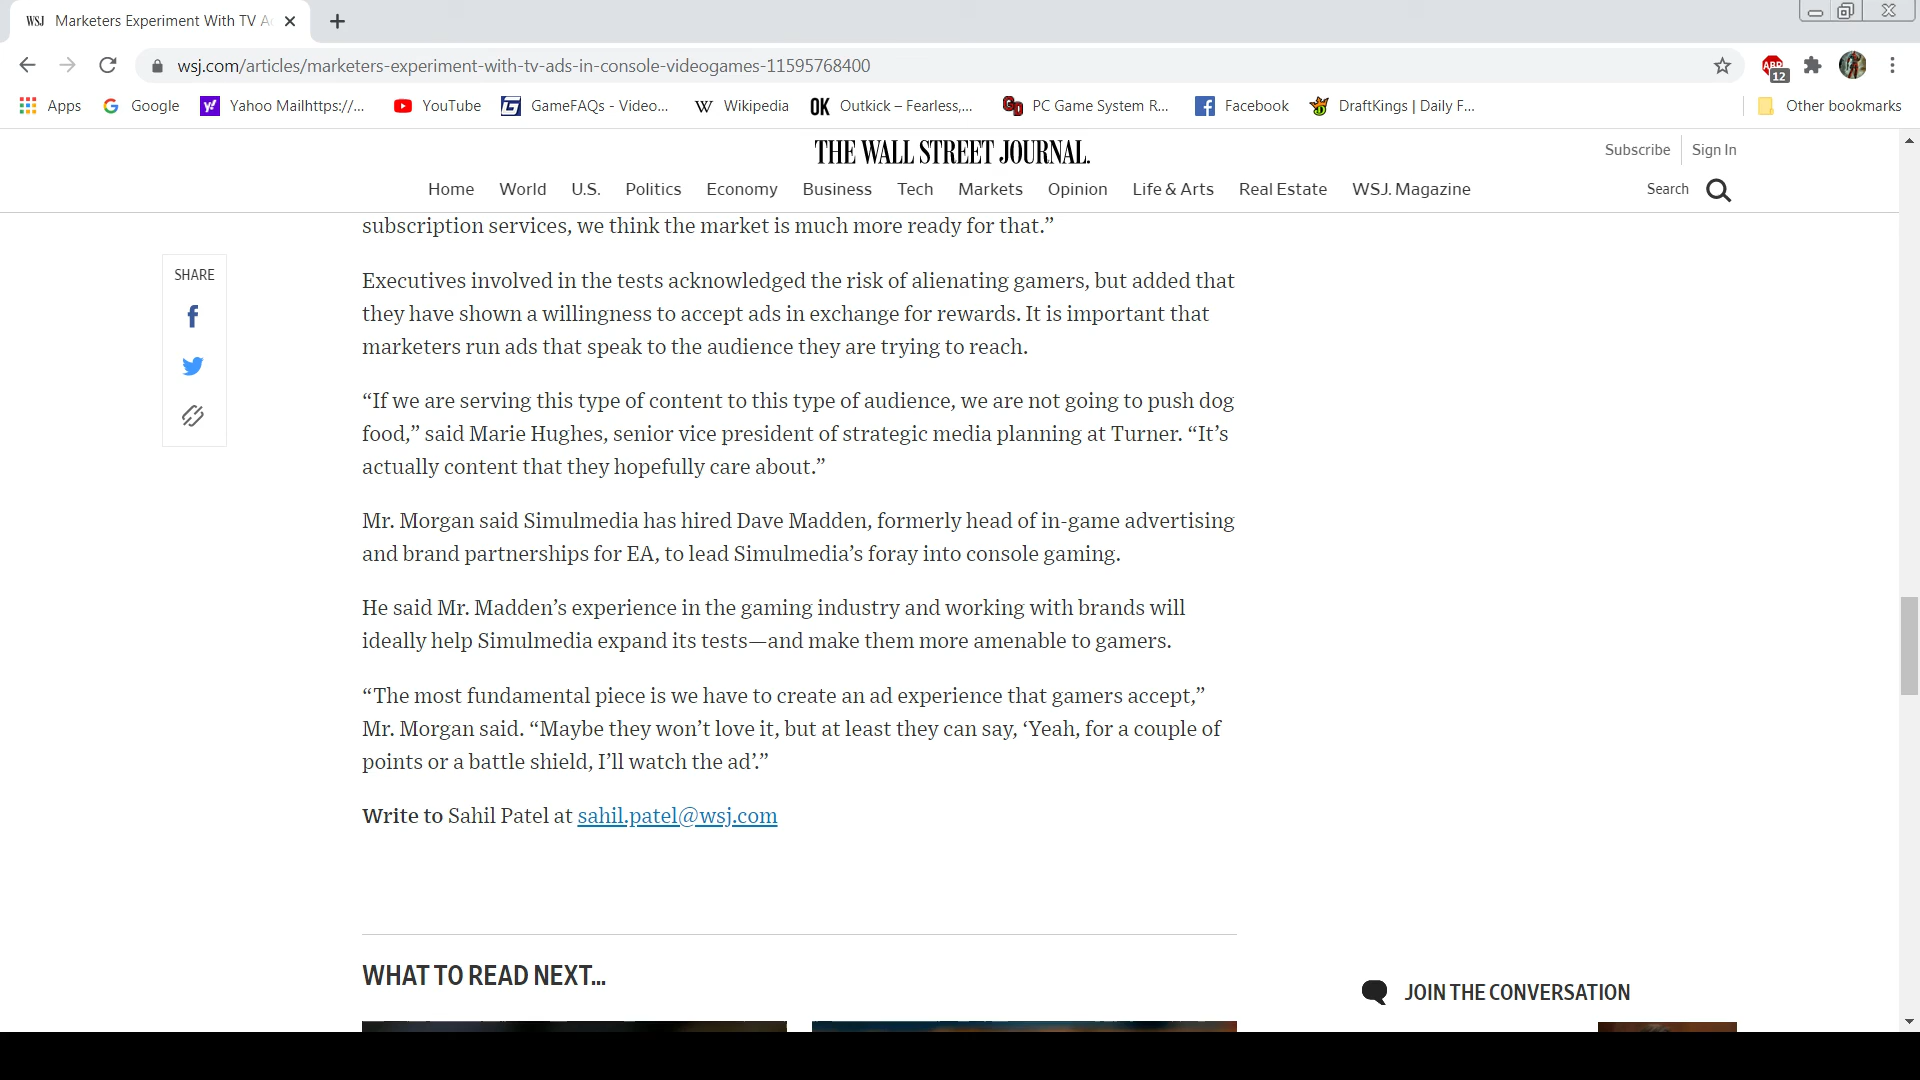 WSJ Marketers Experiment With TV A
wsj.com/articles/marketers-experiment-with-tv-ads-in-console-videogames-11595768400
ABP
12
Apps Google Yahoo Mailhttps://... YouTube GameFAQs - Video... W Wikipedia OK Outkick – Fearless,... PC Game System R... Facebook DraftKings | Daily F... Other bookmarks
THE WALL STREET JOURNAL.
Subscribe Sign In
Home World U.S. Politics Economy Business Tech Markets Opinion Life & Arts Real Estate WSJ. Magazine Search
SHARE
subscription services, we think the market is much more ready for that.”
Executives involved in the tests acknowledged the risk of alienating gamers, but added that
they have shown a willingness to accept ads in exchange for rewards. It is important that
marketers run ads that speak to the audience they are trying to reach.
“If we are serving this type of content to this type of audience, we are not going to push dog
food,” said Marie Hughes, senior vice president of strategic media planning at Turner. “It’s
actually content that they hopefully care about.”
Mr. Morgan said Simulmedia has hired Dave Madden, formerly head of in-game advertising
and brand partnerships for EA, to lead Simulmedia’s foray into console gaming.
He said Mr. Madden’s experience in the gaming industry and working with brands will
ideally help Simulmedia expand its tests—and make them more amenable to gamers.
“The most fundamental piece is we have to create an ad experience that gamers accept,”
Mr. Morgan said. “Maybe they won’t love it, but at least they can say, ‘Yeah, for a couple of
points or a battle shield, I’ll watch the ad’.”
Write to Sahil Patel at sahil.patel@wsj.com
WHAT TO READ NEXT...
JOIN THE CONVERSATION